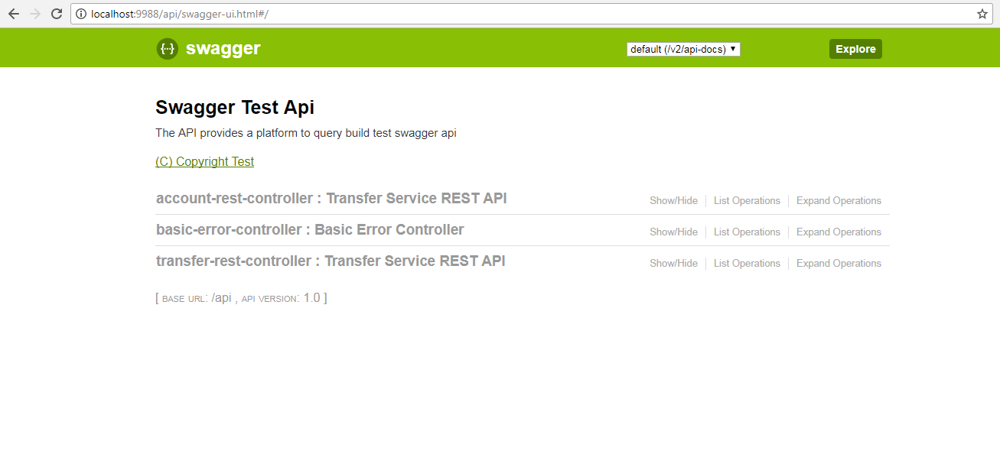 localhost:9988/api/swagger-ui.html#/
{··} swagger default (/v2/api-docs) Explore
Swagger Test Api
The API provides a platform to query build test swagger api
(C) Copyright Test
account-rest-controller : Transfer Service REST API Show/Hide List Operations Expand Operations
basic-error-controller : Basic Error Controller Show/Hide List Operations Expand Operations
transfer-rest-controller : Transfer Service REST API Show/Hide List Operations Expand Operations
[ BASE URL: /api , API VERSION: 1.0 ]